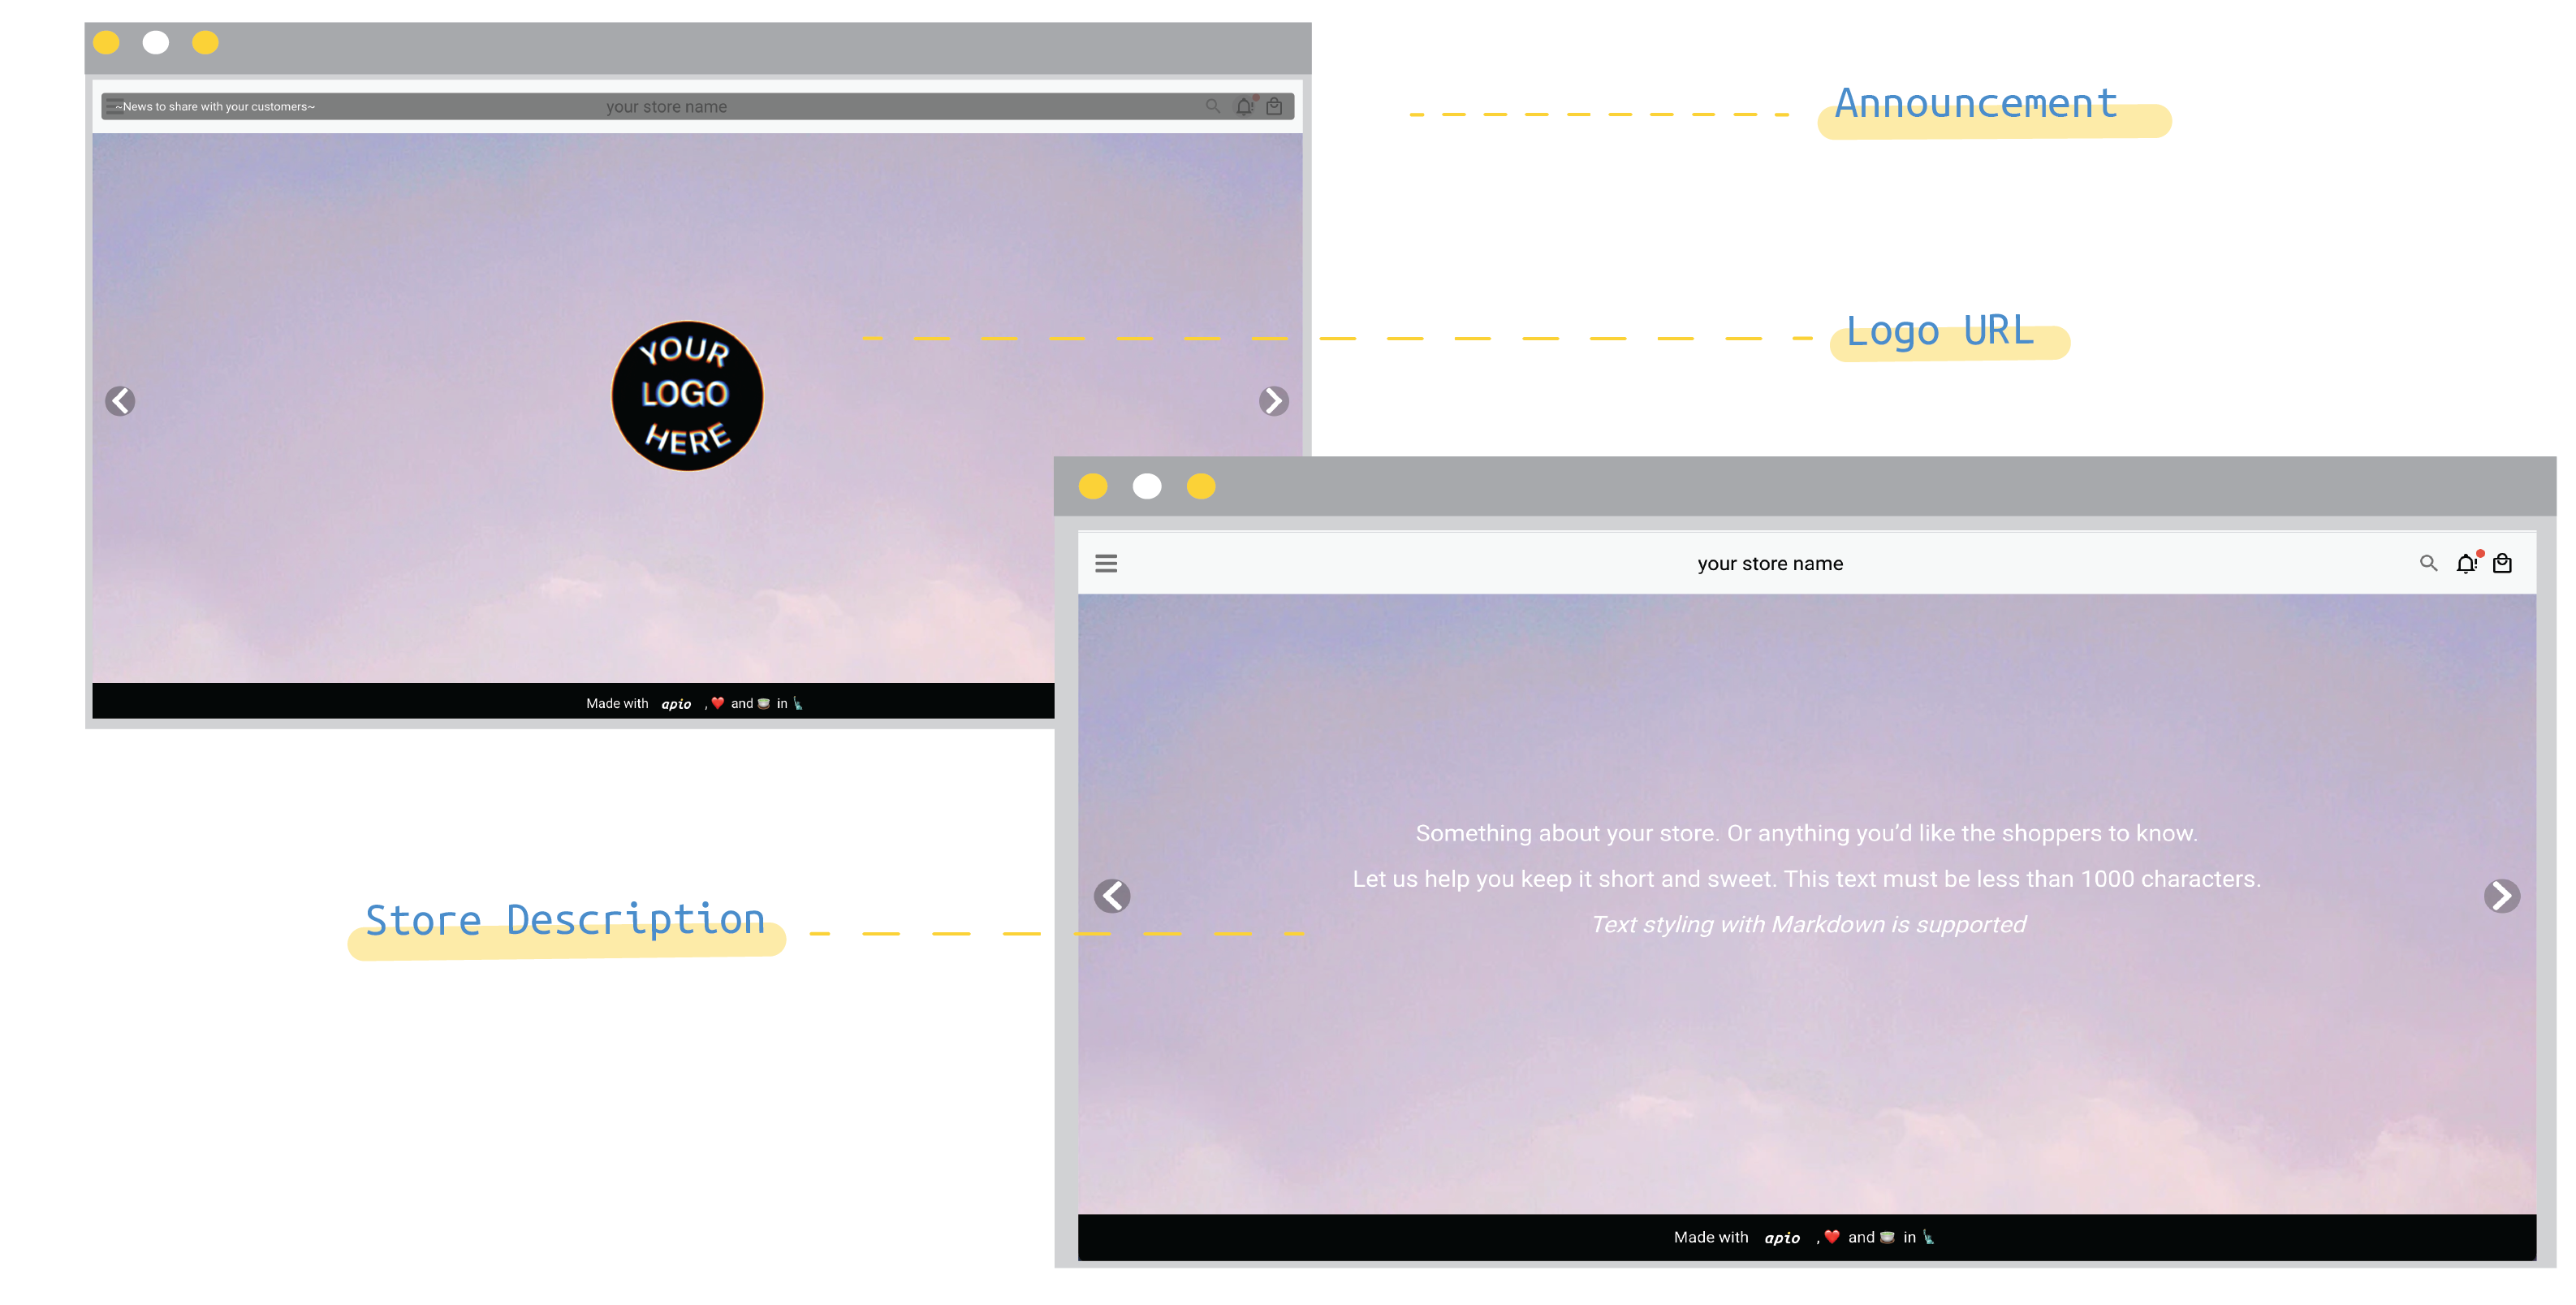 ~News to share with your customers~
your store name
Announcement
YOUR
LOGO
HERE
Logo URL
Made with apio , ❤️ and 🍵 in 🗽
your store name
Something about your store. Or anything you’d like the shoppers to know.
Let us help you keep it short and sweet. This text must be less than 1000 characters.
Text styling with Markdown is supported
Store Description
Made with apio , ❤️ and 🍵 in 🗽